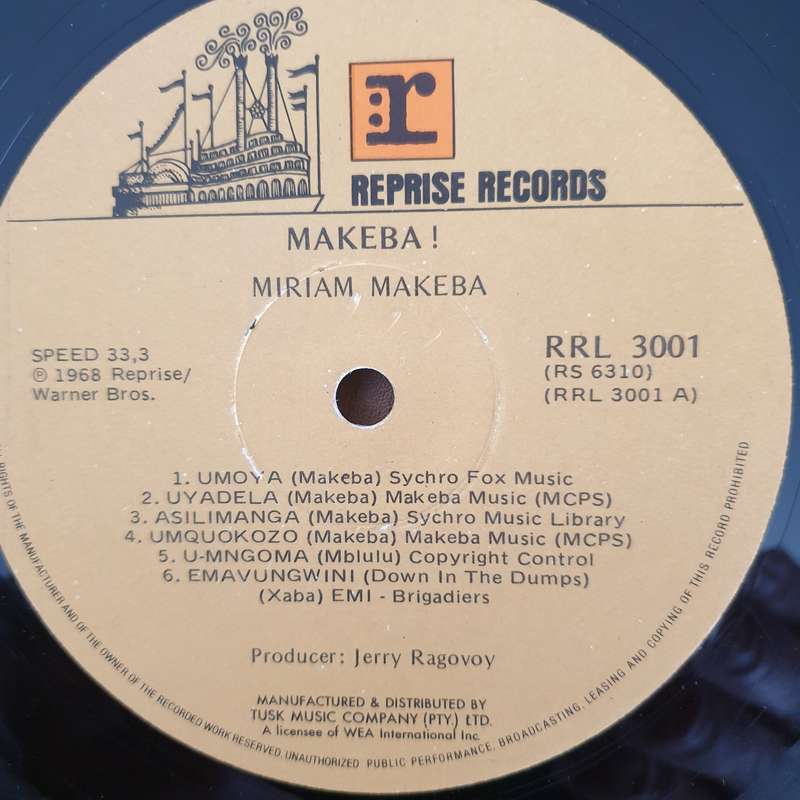 r
REPRISE RECORDS
MAKEBA!
MIRIAM MAKEBA
SPEED 33,3
℗ 1968 Reprise/
Warner Bros.
RRL 3001
(RS 6310)
(RRL 3001 A)
1. UMOYA (Makeba) Sychro Fox Music
2. UYADELA (Makeba) Makeba Music (MCPS)
3. ASILIMANGA (Makeba) Sychro Music Library
4. UMQUOKOZO (Makeba) Makeba Music (MCPS)
5. U-MNGOMA (Mblulu) Copyright Control
6. EMAVUNGWINI (Down In The Dumps)
(Xaba) EMI - Brigadiers
Producer: Jerry Ragovoy
MANUFACTURED & DISTRIBUTED BY
TUSK MUSIC COMPANY (PTY.) LTD.
A licensee of WEA International Inc.
RIGHTS OF THE MANUFACTURER AND OF THE OWNER OF THE RECORDED WORK RESERVED. UNAUTHORIZED PUBLIC PERFORMANCE, BROADCASTING, LEASING AND COPYING OF THIS RECORD PROHIBITED